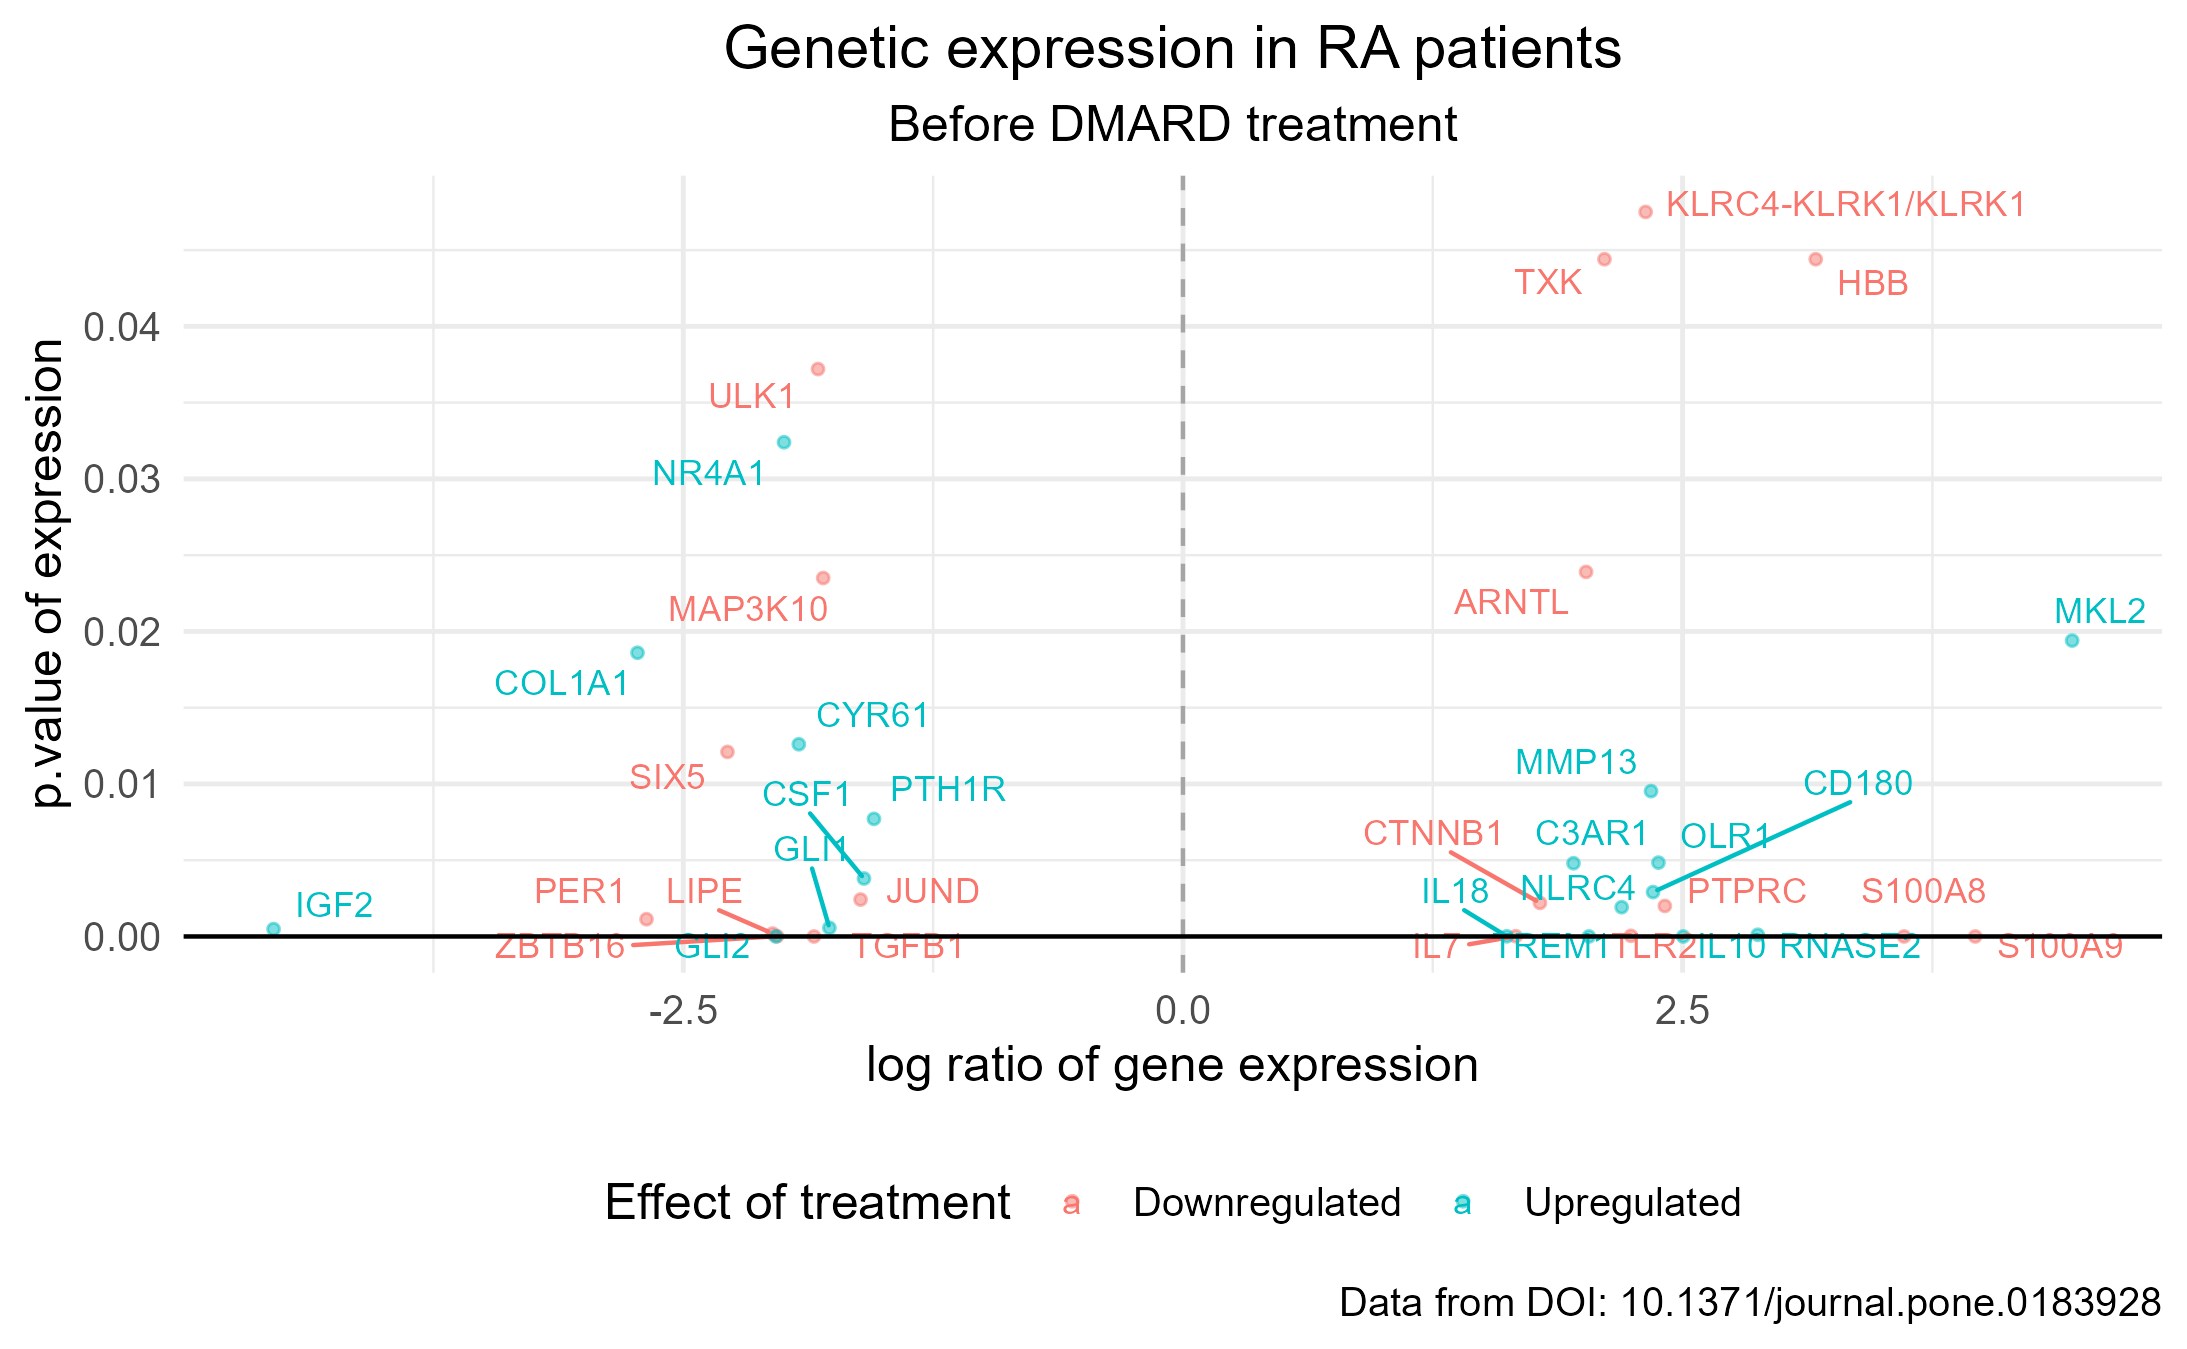 Genetic expression in RA patients
Before DMARD treatment
p.value of expression
0.04
0.03
0.02
0.01
0.00
KLRC4-KLRK1/KLRK1
TXK
HBB
ULK1
NR4A1
MAP3K10
ARNTL
MKL2
COL1A1
CYR61
SIX5
MMP13
CSF1
PTH1R
CD180
GLI1
CTNNB1
C3AR1
OLR1
IGF2
PER1
LIPE
JUND
IL18
NLRC4
PTPRC
S100A8
ZBTB16
GLI2
TGFB1
IL7
TREM1
TLR2
IL10
RNASE2
S100A9
-2.5
0.0
2.5
log ratio of gene expression
Effect of treatment a Downregulated a Upregulated
Data from DOI: 10.1371/journal.pone.0183928